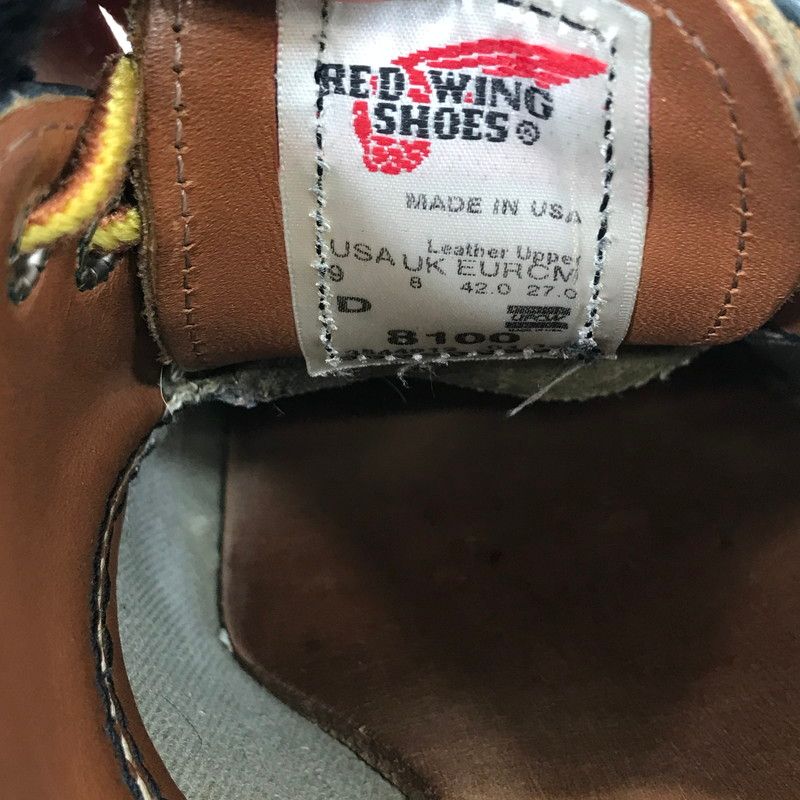 RED WING
SHOES®
MADE IN USA
Leather Upper
USA UK EUR CM
9 8 42.0 27.0
D
UFCW
8100